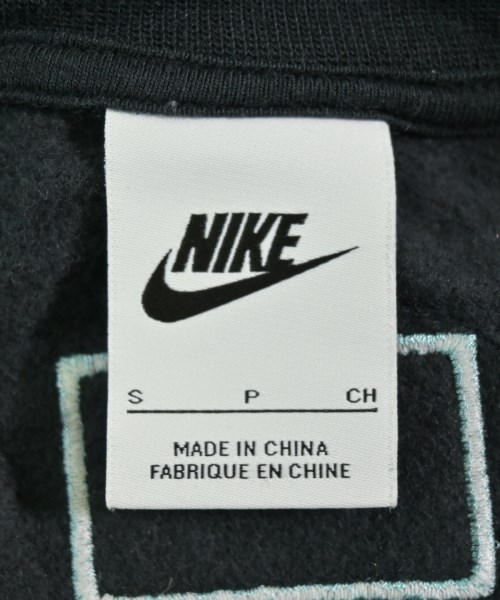 NIKE
S P CH
MADE IN CHINA
FABRIQUE EN CHINE